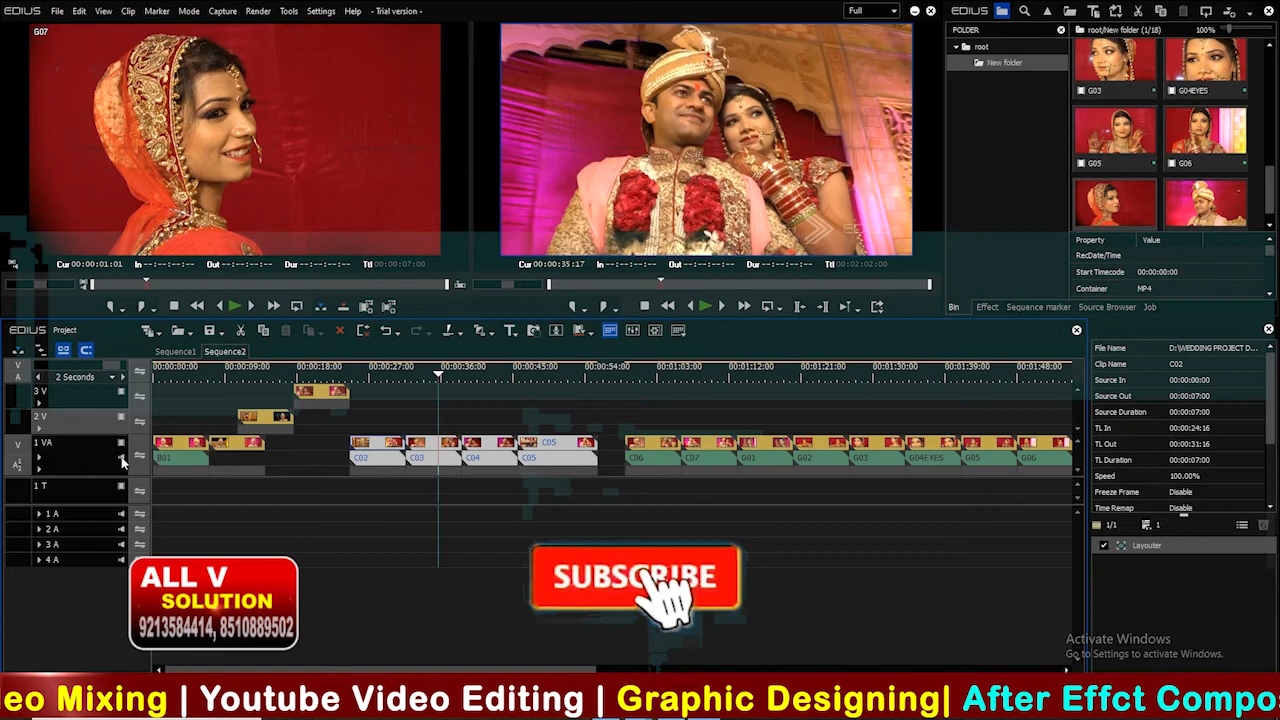 EDIUS File Edit View Clip Marker Mode Capture Render Tools Settings Help - Trial version -
Full
EDIUS
G07
EDIUS
Cur 00:00:01:01 In --:--:--:-- Out --:--:--:-- Dur --:--:--:-- Ttl 00:00:07:00
Cur 00:00:35:17 In --:--:--:-- Out --:--:--:-- Dur --:--:--:-- Ttl 00:02:02:00
FOLDER
root
New folder
root/New folder (1/18) 100%
G03 G04EYES
G05 G06
Property Value
RecDate/Time
Start Timecode 00:00:00:00
Container MP4
Bin Effect Sequence marker Source Browser Job
EDIUS Project
Sequence1 Sequence2
V
A 2 Seconds
00:00:00:00 00:00:09:00 00:00:18:00 00:00:27:00 00:00:36:00 00:00:45:00 00:00:54:00 00:01:03:00 00:01:12:00 00:01:21:00 00:01:30:00 00:01:39:00 00:01:48:00
3 V
2 V
V 1 VA
C05
A12
B01 C02 C03 C04 C05 C06 C07 G01 G02 G03 G04EYES G05 G06
1 T
1 A
2 A
3 A
4 A
File Name D:\WEDDING PROJECT D...
Clip Name C02
Source In 00:00:00:00
Source Out 00:00:07:00
Source Duration 00:00:07:00
TL In 00:00:24:16
TL Out 00:00:31:16
TL Duration 00:00:07:00
Speed 100.00%
Freeze Frame Disable
Time Remap Disable
1/1 1
Layouter
ALL V
SOLUTION
9213584414, 8510889502
SUBSCRIBE
Activate Windows
Go to Settings to activate Windows.
eo Mixing | Youtube Video Editing | Graphic Designing| After Effct Compo